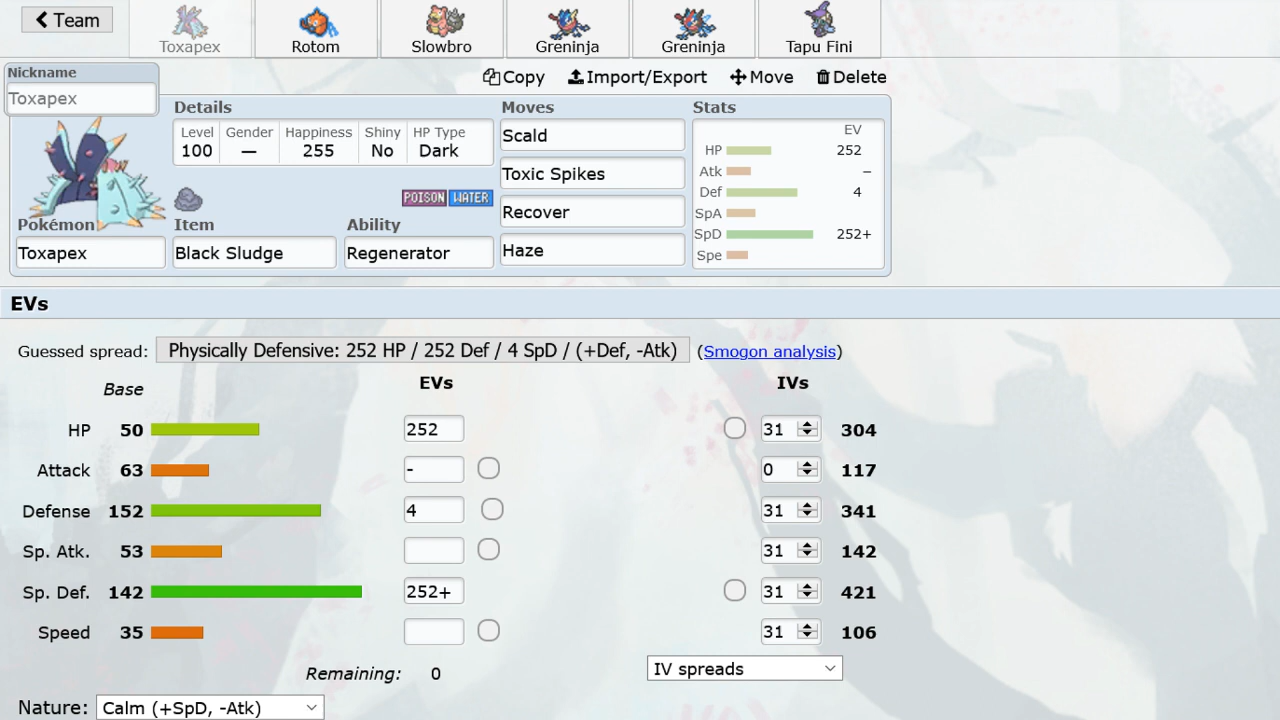 Team
Toxapex
Rotom
Slowbro
Greninja
Greninja
Tapu Fini
Nickname
Toxapex
Copy
Import/Export
Move
Delete
Details
Level
100
Gender
—
Happiness
255
Shiny
No
HP Type
Dark
POISON WATER
Pokémon
Toxapex
Item
Black Sludge
Ability
Regenerator
Moves
Scald
Toxic Spikes
Recover
Haze
Stats
EV
HP 252
Atk –
Def 4
SpA
SpD 252+
Spe
EVs
Guessed spread: Physically Defensive: 252 HP / 252 Def / 4 SpD / (+Def, -Atk) (Smogon analysis)
Base EVs IVs
HP 50 252 31 304
Attack 63 - 0 117
Defense 152 4 31 341
Sp. Atk. 53 31 142
Sp. Def. 142 252+ 31 421
Speed 35 31 106
Remaining: 0 IV spreads
Nature: Calm (+SpD, -Atk)